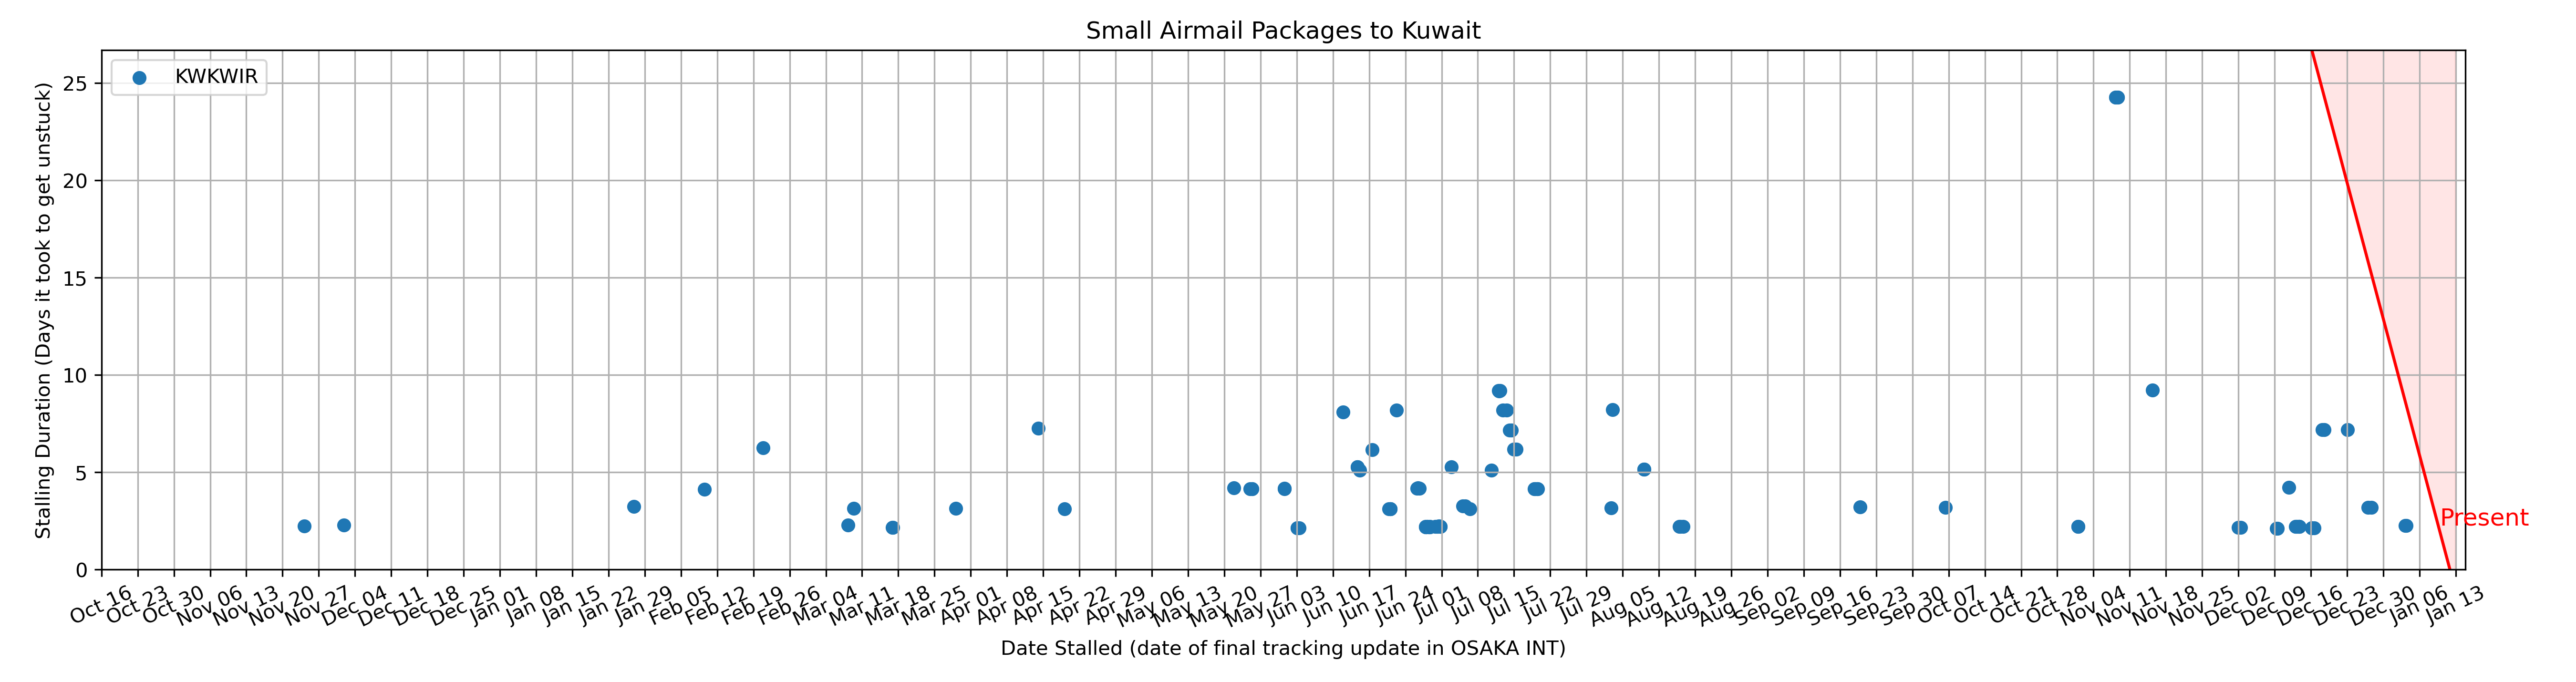 Small Airmail Packages to Kuwait
KWKWIR
Stalling Duration (Days it took to get unstuck)
25
20
15
10
5
0
Present
Oct 16 Oct 23 Oct 30 Nov 06 Nov 13 Nov 20 Nov 27 Dec 04 Dec 11 Dec 18 Dec 25 Jan 01 Jan 08 Jan 15 Jan 22 Jan 29 Feb 05 Feb 12 Feb 19 Feb 26 Mar 04 Mar 11 Mar 18 Mar 25 Apr 01 Apr 08 Apr 15 Apr 22 Apr 29 May 06 May 13 May 20 May 27 Jun 03 Jun 10 Jun 17 Jun 24 Jul 01 Jul 08 Jul 15 Jul 22 Jul 29 Aug 05 Aug 12 Aug 19 Aug 26 Sep 02 Sep 09 Sep 16 Sep 23 Sep 30 Oct 07 Oct 14 Oct 21 Oct 28 Nov 04 Nov 11 Nov 18 Nov 25 Dec 02 Dec 09 Dec 16 Dec 23 Dec 30 Jan 06 Jan 13
Date Stalled (date of final tracking update in OSAKA INT)